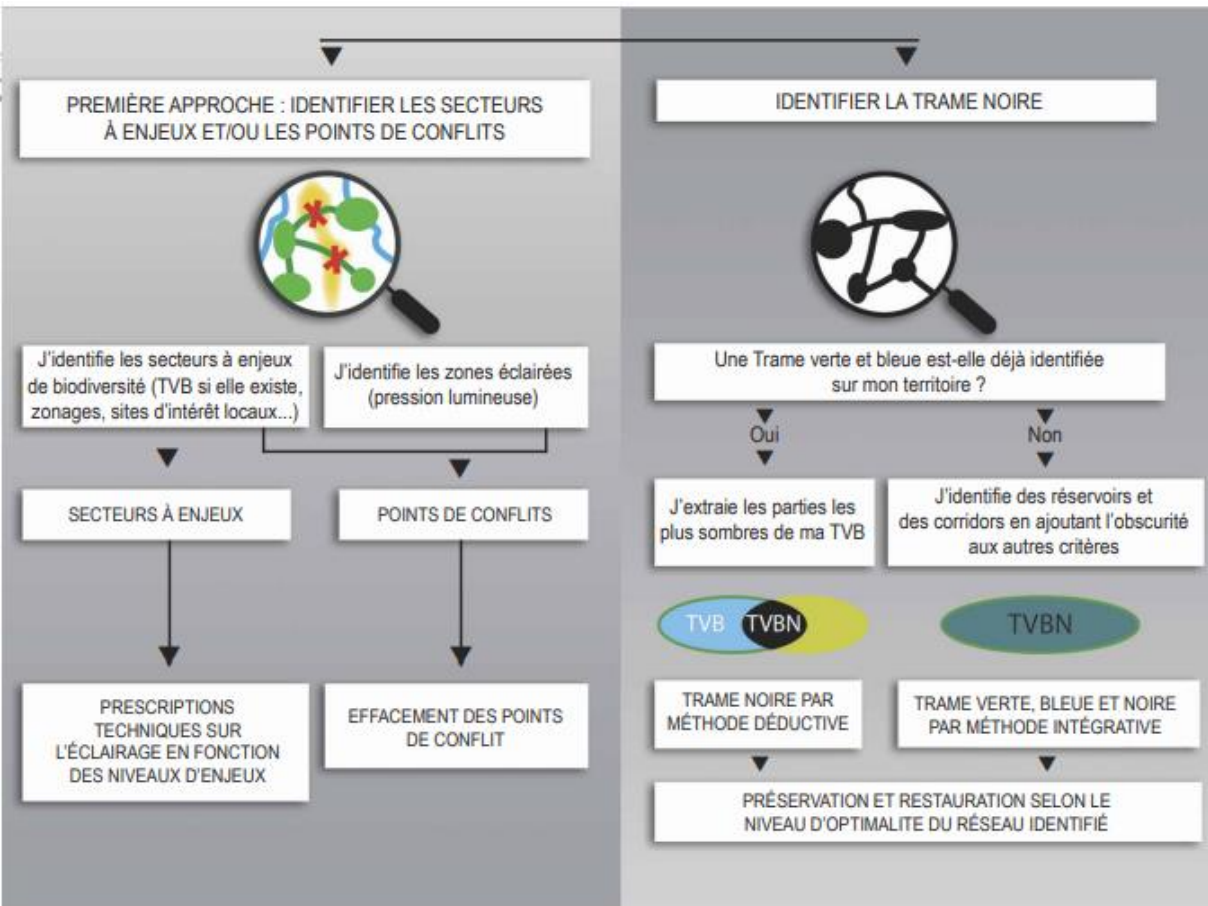 PREMIÈRE APPROCHE : IDENTIFIER LES SECTEURS
À ENJEUX ET/OU LES POINTS DE CONFLITS
J'identifie les secteurs à enjeux
de biodiversité (TVB si elle existe,
zonages, sites d'intérêt locaux...)
J'identifie les zones éclairées
(pression lumineuse)
SECTEURS À ENJEUX
POINTS DE CONFLITS
PRESCRIPTIONS
TECHNIQUES SUR
L'ÉCLAIRAGE EN FONCTION
DES NIVEAUX D'ENJEUX
EFFACEMENT DES POINTS
DE CONFLIT
IDENTIFIER LA TRAME NOIRE
Une Trame verte et bleue est-elle déjà identifiée
sur mon territoire ?
Oui
Non
J'extraie les parties les
plus sombres de ma TVB
J'identifie des réservoirs et
des corridors en ajoutant l'obscurité
aux autres critères
TVB
TVBN
TVBN
TRAME NOIRE PAR
MÉTHODE DÉDUCTIVE
TRAME VERTE, BLEUE ET NOIRE
PAR MÉTHODE INTÉGRATIVE
PRÉSERVATION ET RESTAURATION SELON LE
NIVEAU D'OPTIMALITE DU RÉSEAU IDENTIFIÉ